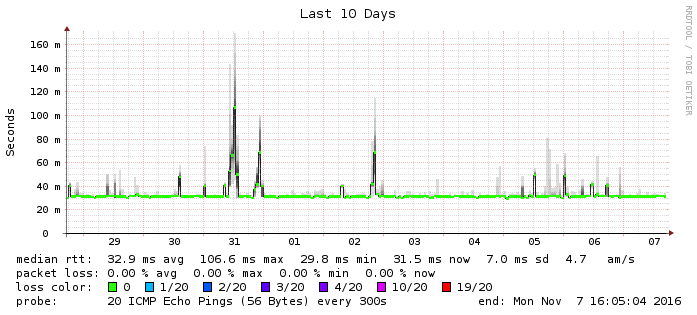 Last 10 Days
RRDTOOL / TOBI OETIKER
Seconds
160 m
140 m
120 m
100 m
80 m
60 m
40 m
20 m
0
29 30 31 01 02 03 04 05 06 07
median rtt: 32.9 ms avg 106.6 ms max 29.8 ms min 31.5 ms now 7.0 ms sd 4.7 am/s
packet loss: 0.00 % avg 0.00 % max 0.00 % min 0.00 % now
loss color: 0 1/20 2/20 3/20 4/20 10/20 19/20
probe: 20 ICMP Echo Pings (56 Bytes) every 300s end: Mon Nov 7 16:05:04 2016